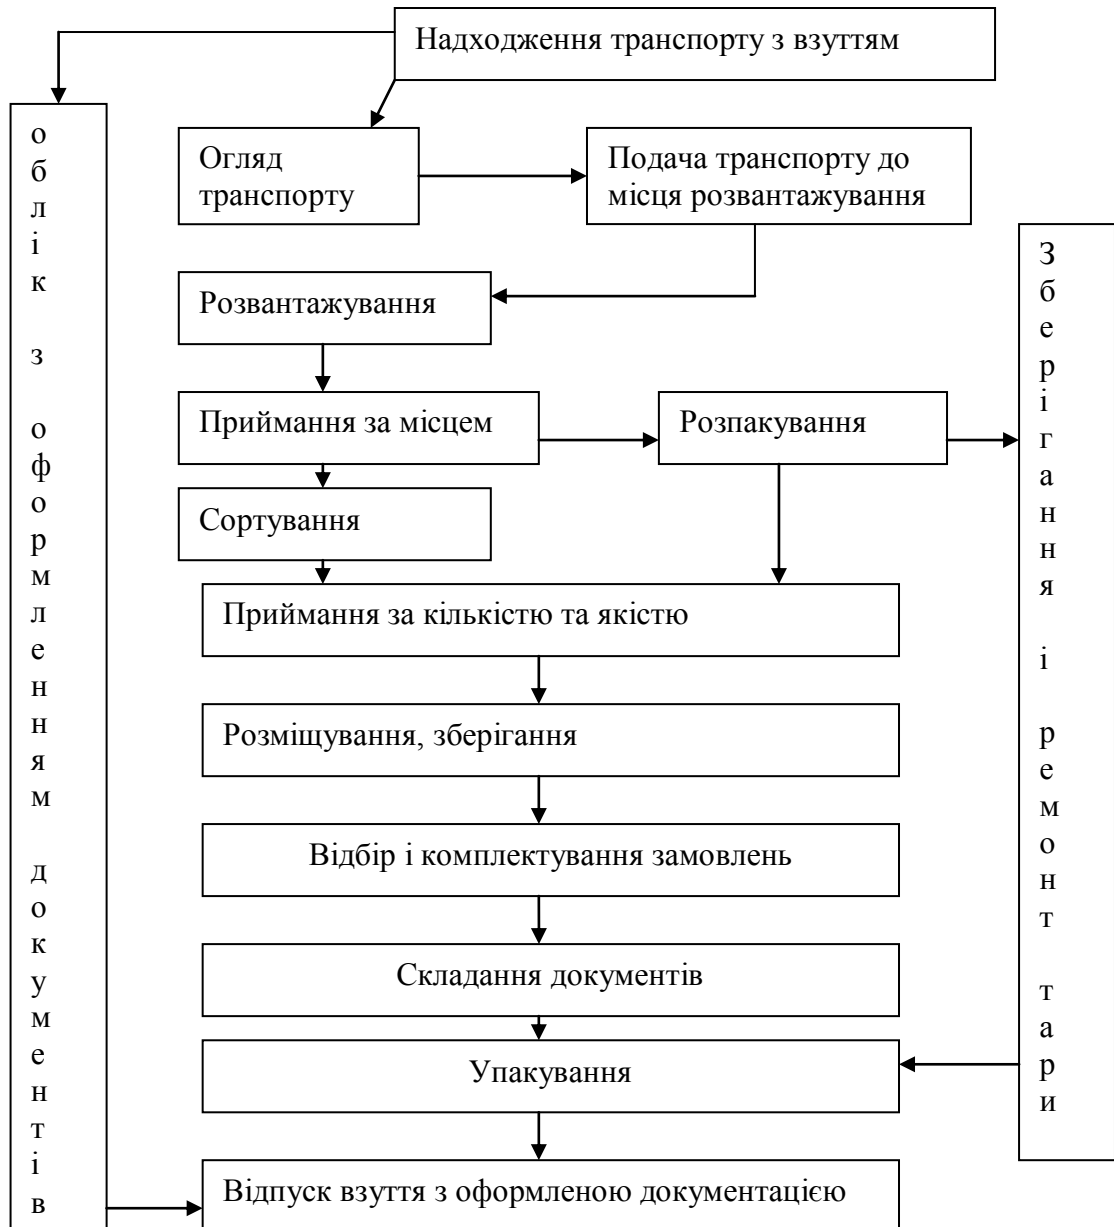 Надходження транспорту з взуттям
облік з оформленням документів
Огляд
транспорту
Подача транспорту до
місця розвантажування
Зберігання і ремонт тари
Розвантажування
Приймання за місцем
Розпакування
Сортування
Приймання за кількістю та якістю
Розміщування, зберігання
Відбір і комплектування замовлень
Складання документів
Упакування
Відпуск взуття з оформленою документацією